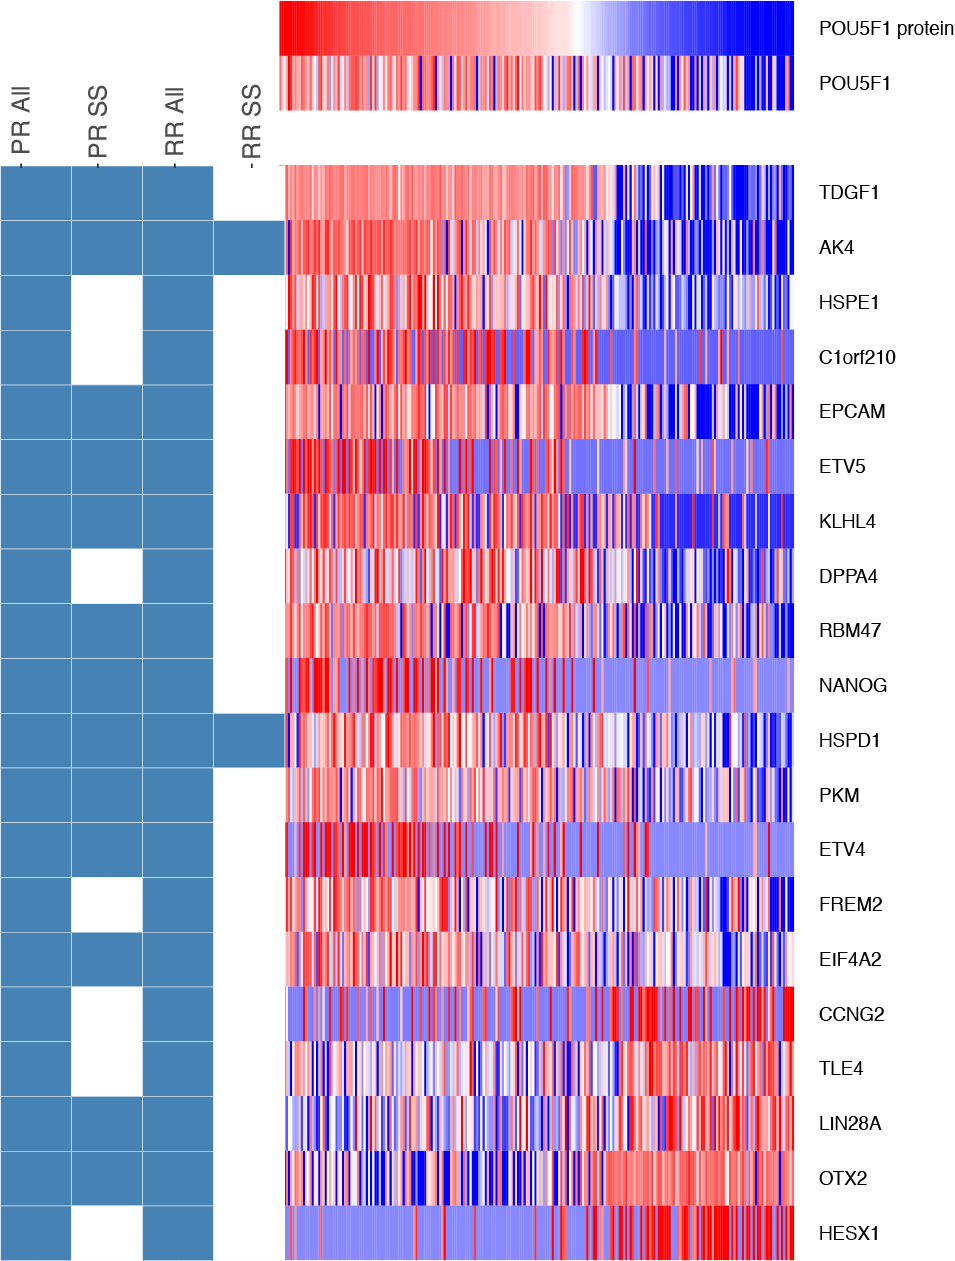 POU5F1 protein
POU5F1
PR All
PR SS
RR All
RR SS
TDGF1
AK4
HSPE1
C1orf210
EPCAM
ETV5
KLHL4
DPPA4
RBM47
NANOG
HSPD1
PKM
ETV4
FREM2
EIF4A2
CCNG2
TLE4
LIN28A
OTX2
HESX1